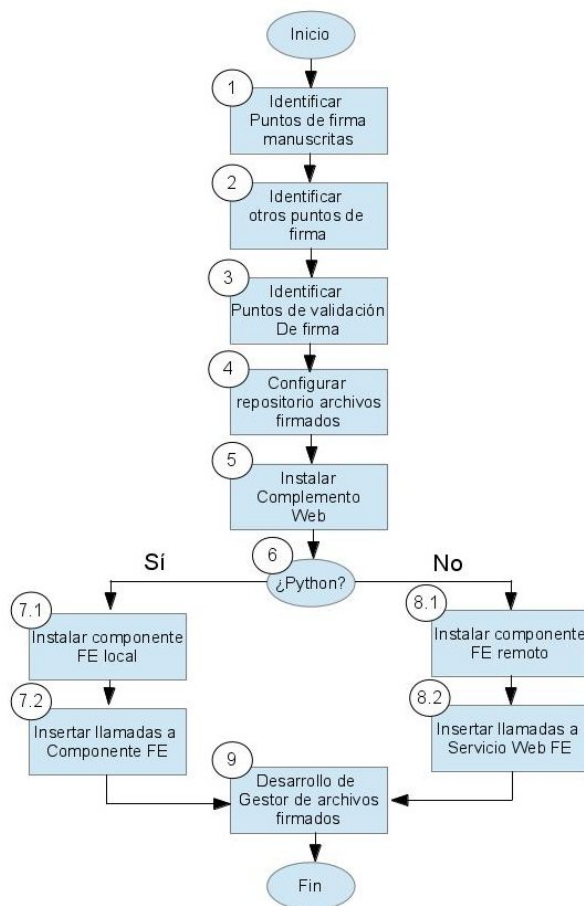 Inicio
1
Identificar
Puntos de firma
manuscritas
2
Identificar
otros puntos de
firma
3
Identificar
Puntos de validación
De firma
4
Configurar
repositorio archivos
firmados
5
Instalar
Complemento
Web
6
¿Python?
Sí
No
7.1
Instalar componente
FE local
7.2
Insertar llamadas a
Componente FE
8.1
Instalar componente
FE remoto
8.2
Insertar llamadas a
Servicio Web FE
9
Desarrollo de
Gestor de archivos
firmados
Fin